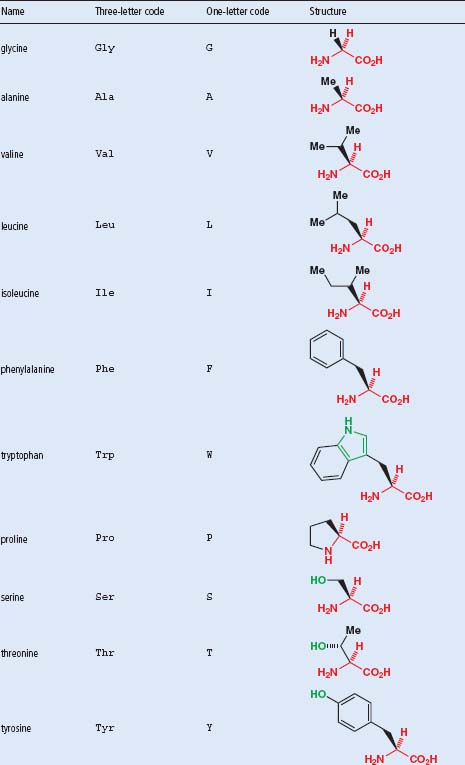 Name Three-letter code One-letter code Structure
glycine Gly G
H H
H₂N CO₂H
alanine Ala A
Me H
H₂N CO₂H
valine Val V
Me
Me H
H₂N CO₂H
leucine Leu L
Me
Me H
H₂N CO₂H
isoleucine Ile I
Me Me
H
H₂N CO₂H
phenylalanine Phe F
H
H₂N CO₂H
tryptophan Trp W
H
N
H
H₂N CO₂H
proline Pro P
H
CO₂H
N
H
serine Ser S
HO H
H₂N CO₂H
threonine Thr T
Me
HO H
H₂N CO₂H
tyrosine Tyr Y
HO
H
H₂N CO₂H